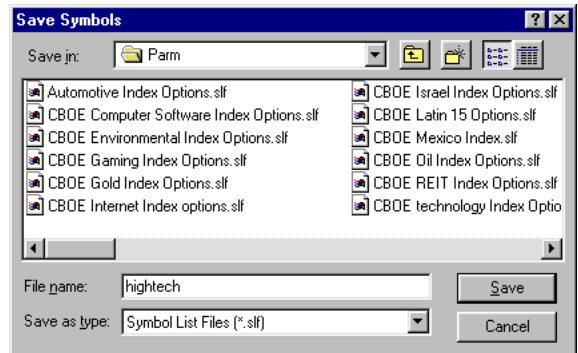 Save Symbols
Save in: Parm
Automotive Index Options.slf
CBOE Computer Software Index Options.slf
CBOE Environmental Index Options.slf
CBOE Gaming Index Options.slf
CBOE Gold Index Options.slf
CBOE Internet Index options.slf
CBOE Israel Index Options.slf
CBOE Latin 15 Options.slf
CBOE Mexico Index.slf
CBOE Oil Index Options.slf
CBOE REIT Index Options.slf
CBOE technology Index Optio
File name: hightech
Save
Save as type: Symbol List Files (*.slf)
Cancel